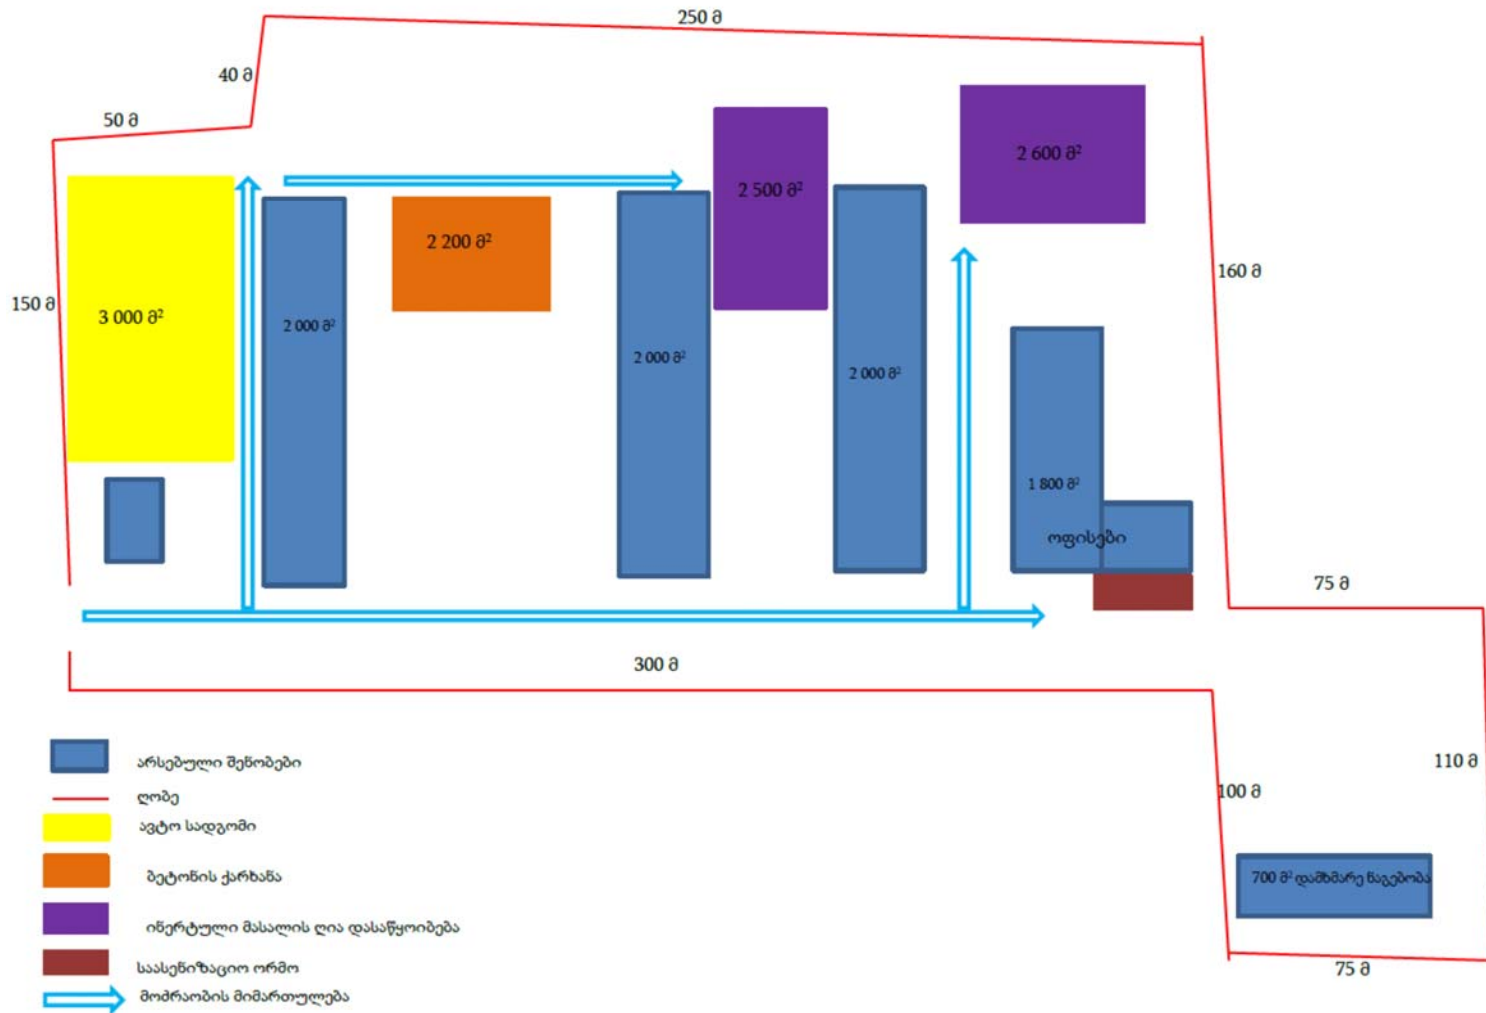 250 მ
40 მ
50 მ
2 600 მ²
2 500 მ²
2 200 მ²
160 მ
150 მ
3 000 მ²
2 000 მ²
2 000 მ²
2 000 მ²
1 800 მ²
ოფისები
75 მ
300 მ
არსებული შენობები
110 მ
ღობე
100 მ
ავტო სადგომი
ბეტონის ქარხანა
700 მ² დამხმარე ნაგებობა
ინერტული მასალის ღია დასაწყოიბება
საასენიზაციო ორმო
75 მ
მოძრაობის მიმართულება